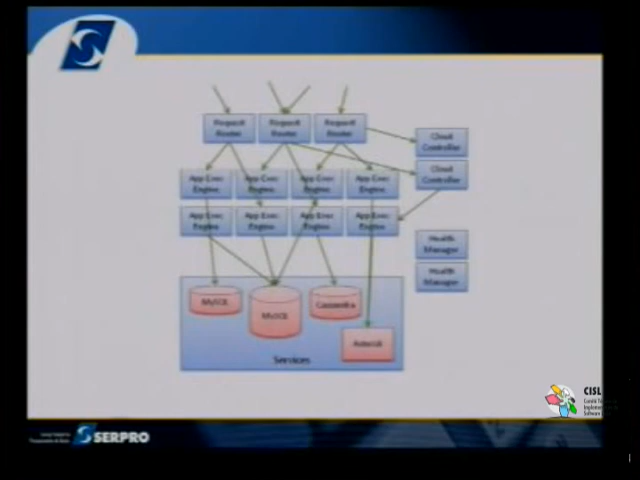 Request
Router
Request
Router
Request
Router
Cloud
Controller
Cloud
Controller
App Exec
Engine
App Exec
Engine
App Exec
Engine
App Exec
Engine
App Exec
Engine
App Exec
Engine
App Exec
Engine
App Exec
Engine
Health
Manager
Health
Manager
MySQL
MySQL
Cassandra
Services
CISL
SERPRO